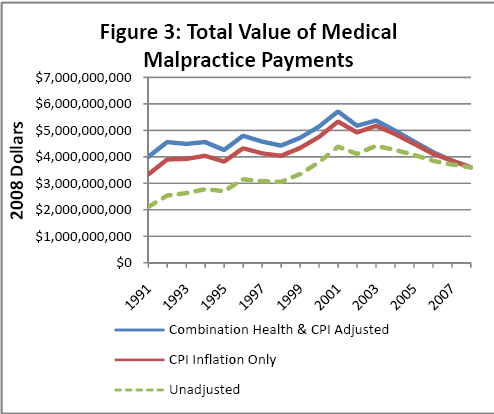 Figure 3: Total Value of Medical
Malpractice Payments
2008 Dollars
$7,000,000,000
$6,000,000,000
$5,000,000,000
$4,000,000,000
$3,000,000,000
$2,000,000,000
$1,000,000,000
$0
1991
1993
1995
1997
1999
2001
2003
2005
2007
Combination Health & CPI Adjusted
CPI Inflation Only
Unadjusted